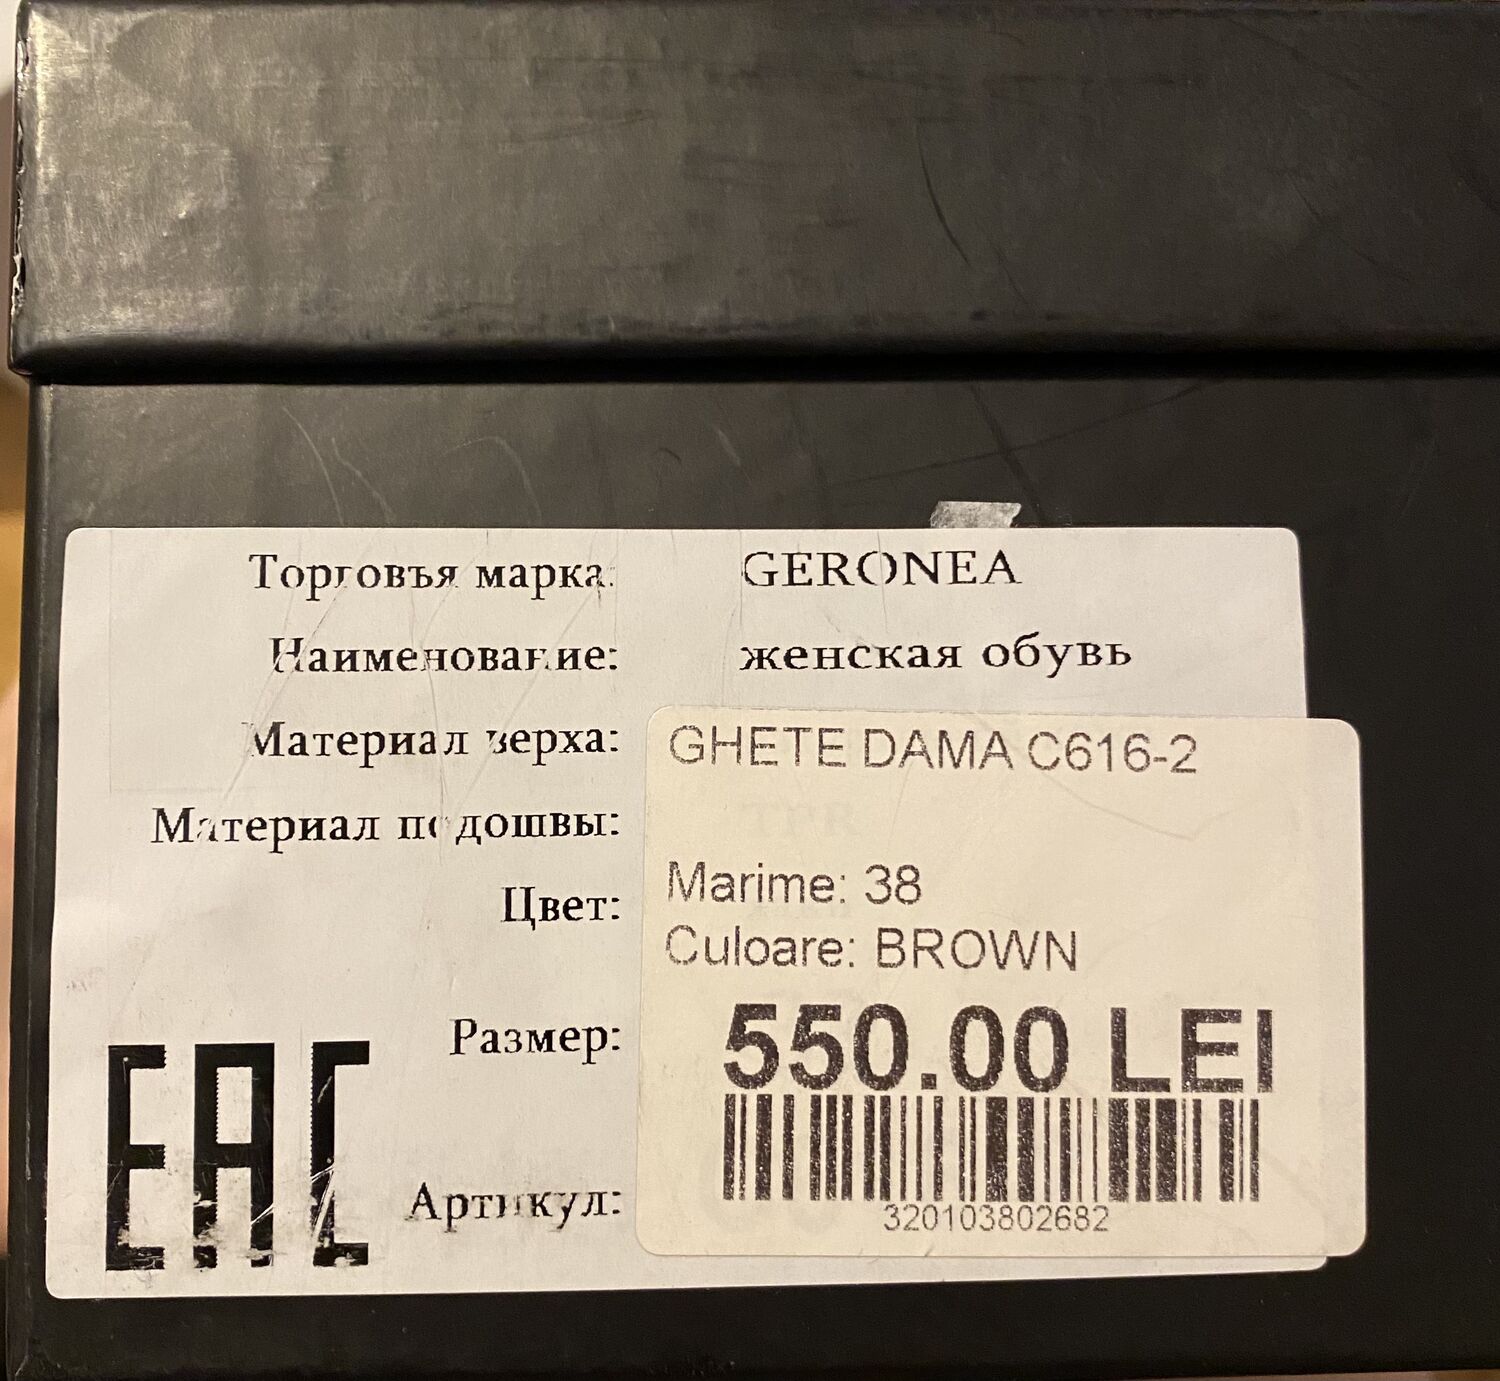 Торговъя марка: GERONEA
Наименование: женская обувь
Материал верха:
Материал подошвы: TPR
Цвет:
Размер:
Артикул:
EAC
GHETE DAMA C616-2
Marime: 38
Culoare: BROWN
550.00 LEI
320103802682